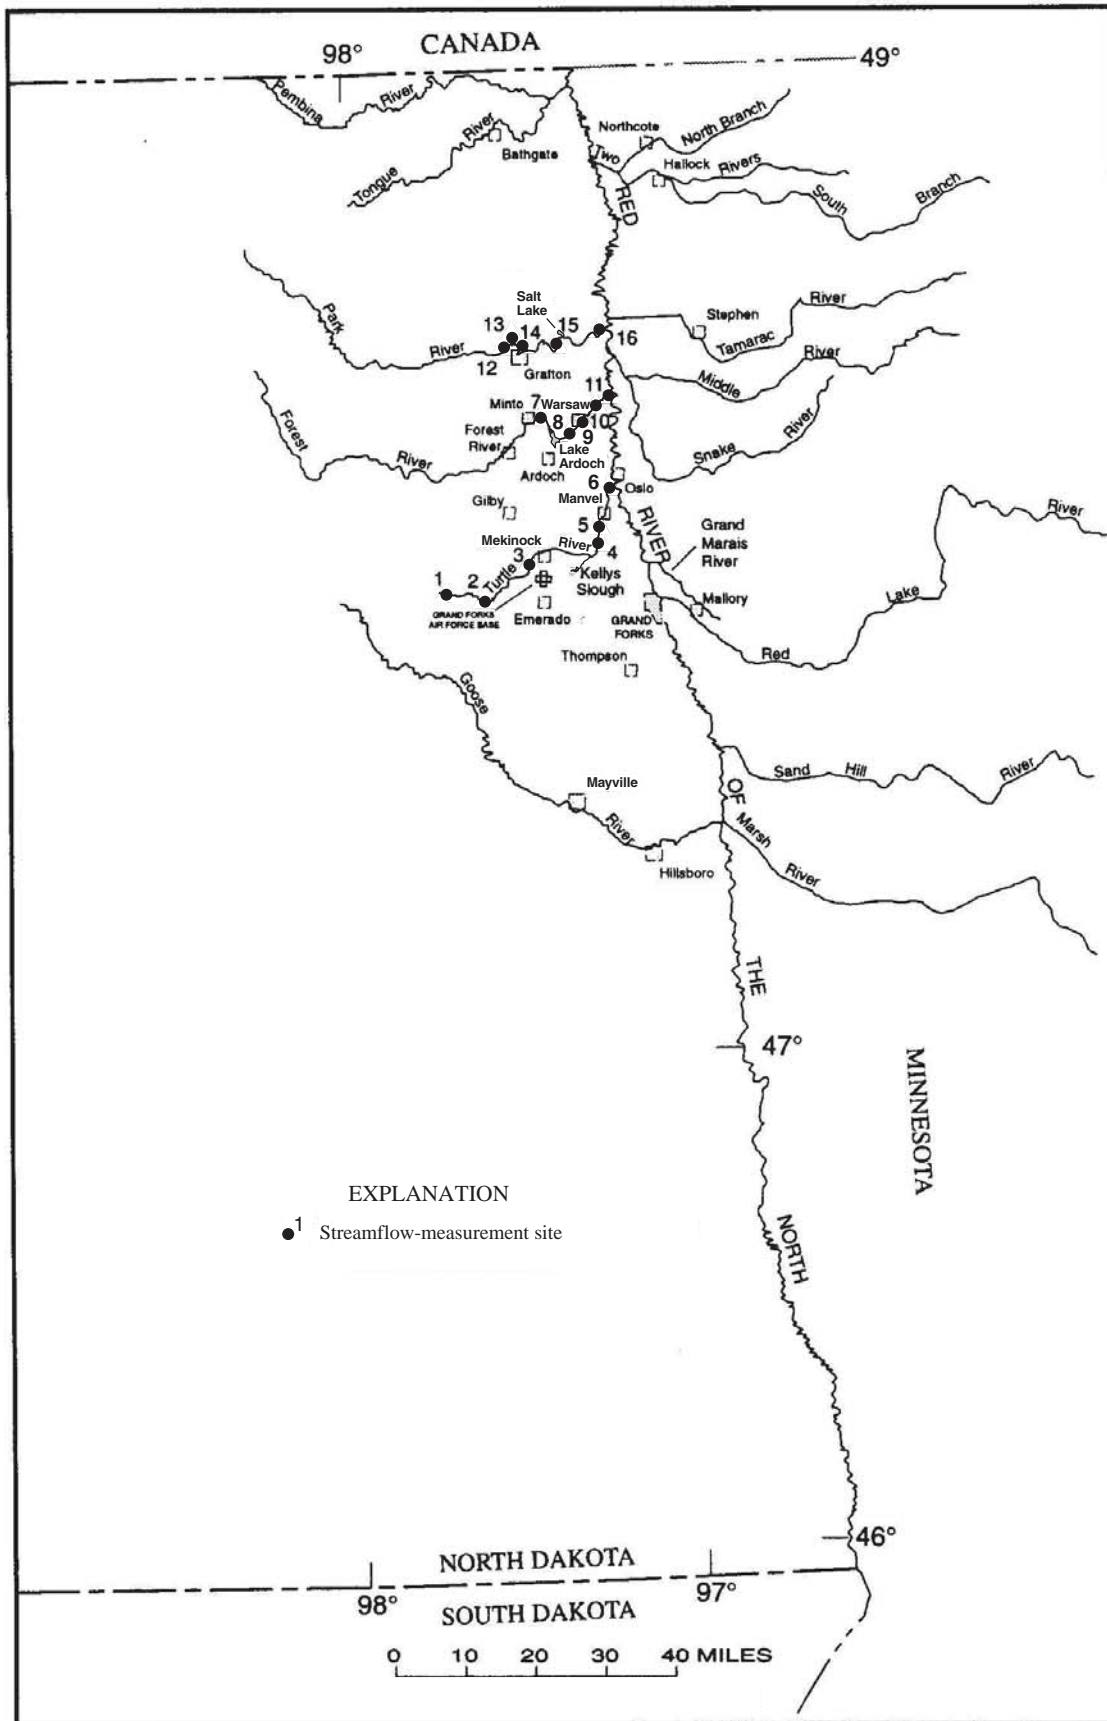 CANADA
98°
49°
Pembina
River
River
Tongue
Bathgate
Northcote
North Branch
Two
Hallock
Rivers
South
Branch
RED
Park
River
Salt
Lake
13
14
15
12
16
Grafton
Stephen
Tamarac
River
Middle
River
Forest
River
Minto
7
Warsaw
11
8
10
9
Forest
River
Lake
Ardoch
Ardoch
Snake
River
6
Oslo
Manvel
Gilby
5
RIVER
Grand
Marais
River
River
Mekinock
River
4
3
Turtle
Kellys
Slough
1
2
GRAND FORKS
AIR FORCE BASE
Emerado
GRAND
FORKS
Mallory
Lake
Red
Thompson
Goose
Mayville
River
Hillsboro
Sand
Hill
River
OF
Marsh
River
THE
47°
MINNESOTA
EXPLANATION
1
Streamflow-measurement site
NORTH
46°
NORTH DAKOTA
98°
97°
SOUTH DAKOTA
0 10 20 30 40 MILES